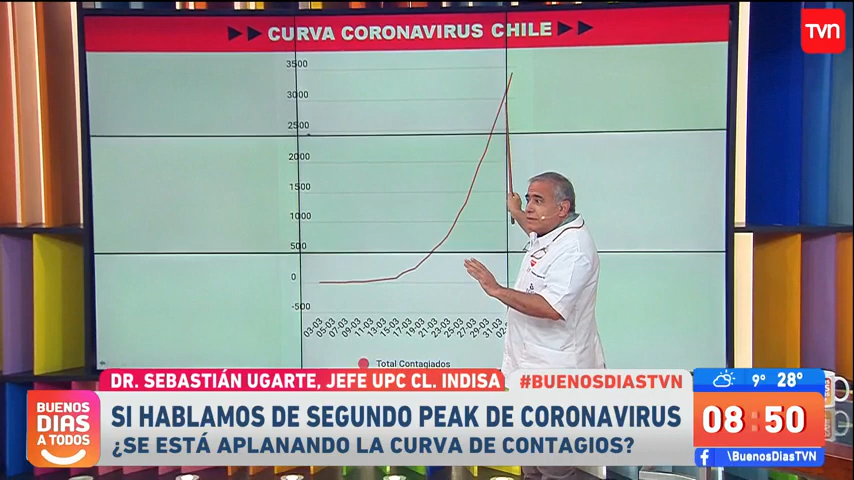 CURVA CORONAVIRUS CHILE
TVN
3500
3000
2500
2000
1500
1000
500
0
-500
03-03
05-03
07-03
09-03
11-03
13-03
15-03
17-03
19-03
21-03
23-03
25-03
27-03
29-03
31-03
Total Contagiados
DR. SEBASTIÁN UGARTE, JEFE UPC CL. INDISA
#BUENOSDIASTVN
9° 28°
BUENOS DÍAS A TODOS
SI HABLAMOS DE SEGUNDO PEAK DE CORONAVIRUS
¿SE ESTÁ APLANANDO LA CURVA DE CONTAGIOS?
08:50
\BuenosDiasTVN